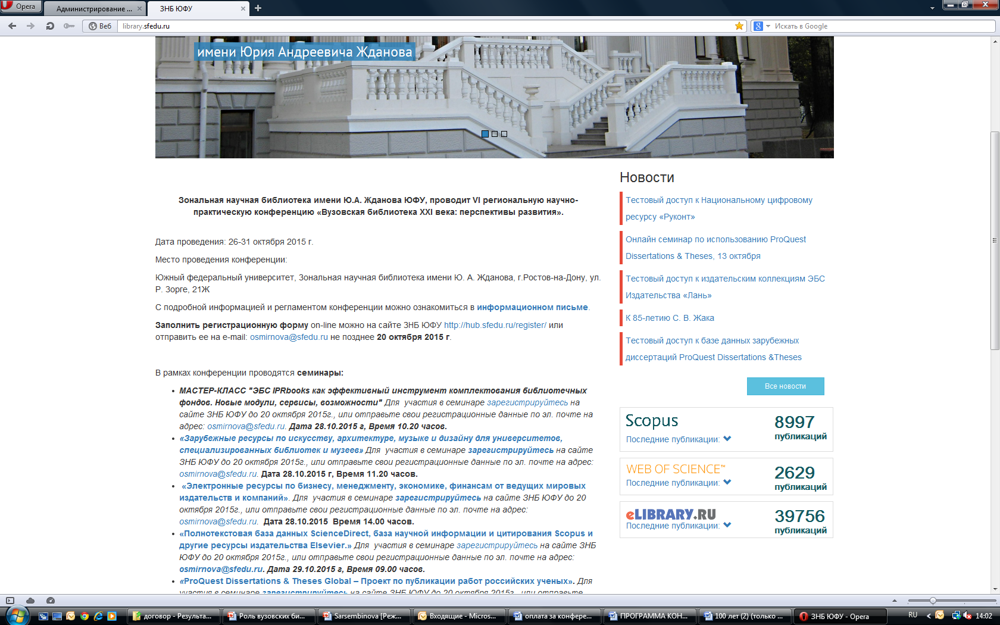 Opera
Администрирование ...
ЗНБ ЮФУ
Веб
library.sfedu.ru
Искать в Google
имени Юрия Андреевича Жданова
Зональная научная библиотека имени Ю.А. Жданова ЮФУ, проводит VI региональную научно-
практическую конференцию «Вузовская библиотека XXI века: перспективы развития».
Дата проведения: 26-31 октября 2015 г.
Место проведения конференции:
Южный федеральный университет, Зональная научная библиотека имени Ю. А. Жданова, г.Ростов-на-Дону, ул.
Р. Зорге, 21Ж
С подробной информацией и регламентом конференции можно ознакомиться в информационном письме.
Заполнить регистрационную форму on-line можно на сайте ЗНБ ЮФУ http://hub.sfedu.ru/register/ или
отправить ее на e-mail: osmirnova@sfedu.ru не позднее 20 октября 2015 г.
В рамках конференции проводятся семинары:
• МАСТЕР-КЛАСС "ЭБС IPRbooks как эффективный инструмент комплектования библиотечных
фондов. Новые модули, сервисы, возможности" Для участия в семинаре зарегистрируйтесь на
сайте ЗНБ ЮФУ до 20 октября 2015г., или отправьте свои регистрационные данные по эл. почте на
адрес: osmirnova@sfedu.ru. Дата 28.10.2015 г, Время 10.20 часов.
• «Зарубежные ресурсы по искусству, архитектуре, музыке и дизайну для университетов,
специализированных библиотек и музеев» Для участия в семинаре зарегистрируйтесь на сайте
ЗНБ ЮФУ до 20 октября 2015г., или отправьте свои регистрационные данные по эл. почте на адрес:
osmirnova@sfedu.ru. Дата 28.10.2015 г, Время 11.20 часов.
• «Электронные ресурсы по бизнесу, менеджменту, экономике, финансам от ведущих мировых
издательств и компаний». Для участия в семинаре зарегистрируйтесь на сайте ЗНБ ЮФУ до 20
октября 2015г., или отправьте свои регистрационные данные по эл. почте на адрес:
osmirnova@sfedu.ru. Дата 28.10.2015 Время 14.00 часов.
• «Полнотекстовая база данных ScienceDirect, база научной информации и цитирования Scopus и
другие ресурсы издательства Elsevier.» Для участия в семинаре зарегистрируйтесь на сайте ЗНБ
ЮФУ до 20 октября 2015г., или отправьте свои регистрационные данные по эл. почте на адрес:
osmirnova@sfedu.ru. Дата 29.10.2015 г, Время 09.00 часов.
• «ProQuest Dissertations & Theses Global – Проект по публикации работ российских ученых». Для
участия в семинаре зарегистрируйтесь на сайте ЗНБ ЮФУ до 20 октября 2015г., или отправьте
Новости
Тестовый доступ к Национальному цифровому
ресурсу «Руконт»
Онлайн семинар по использованию ProQuest
Dissertations & Theses, 13 октября
Тестовый доступ к издательским коллекциям ЭБС
Издательства «Лань»
К 85-летию С. В. Жака
Тестовый доступ к базе данных зарубежных
диссертаций ProQuest Dissertations &Theses
Все новости
Scopus
Последние публикации:
8997
публикаций
WEB OF SCIENCE™
Последние публикации:
2629
публикаций
eLIBRARY.RU
Последние публикации:
39756
публикаций
договор - Результа...
Роль вузовских би...
Sarsembinova [Реж...
Входящие - Micros...
оплата за конфере...
ПРОГРАММА КОН...
100 лет (2) (только ...
ЗНБ ЮФУ - Opera
RU
14:02